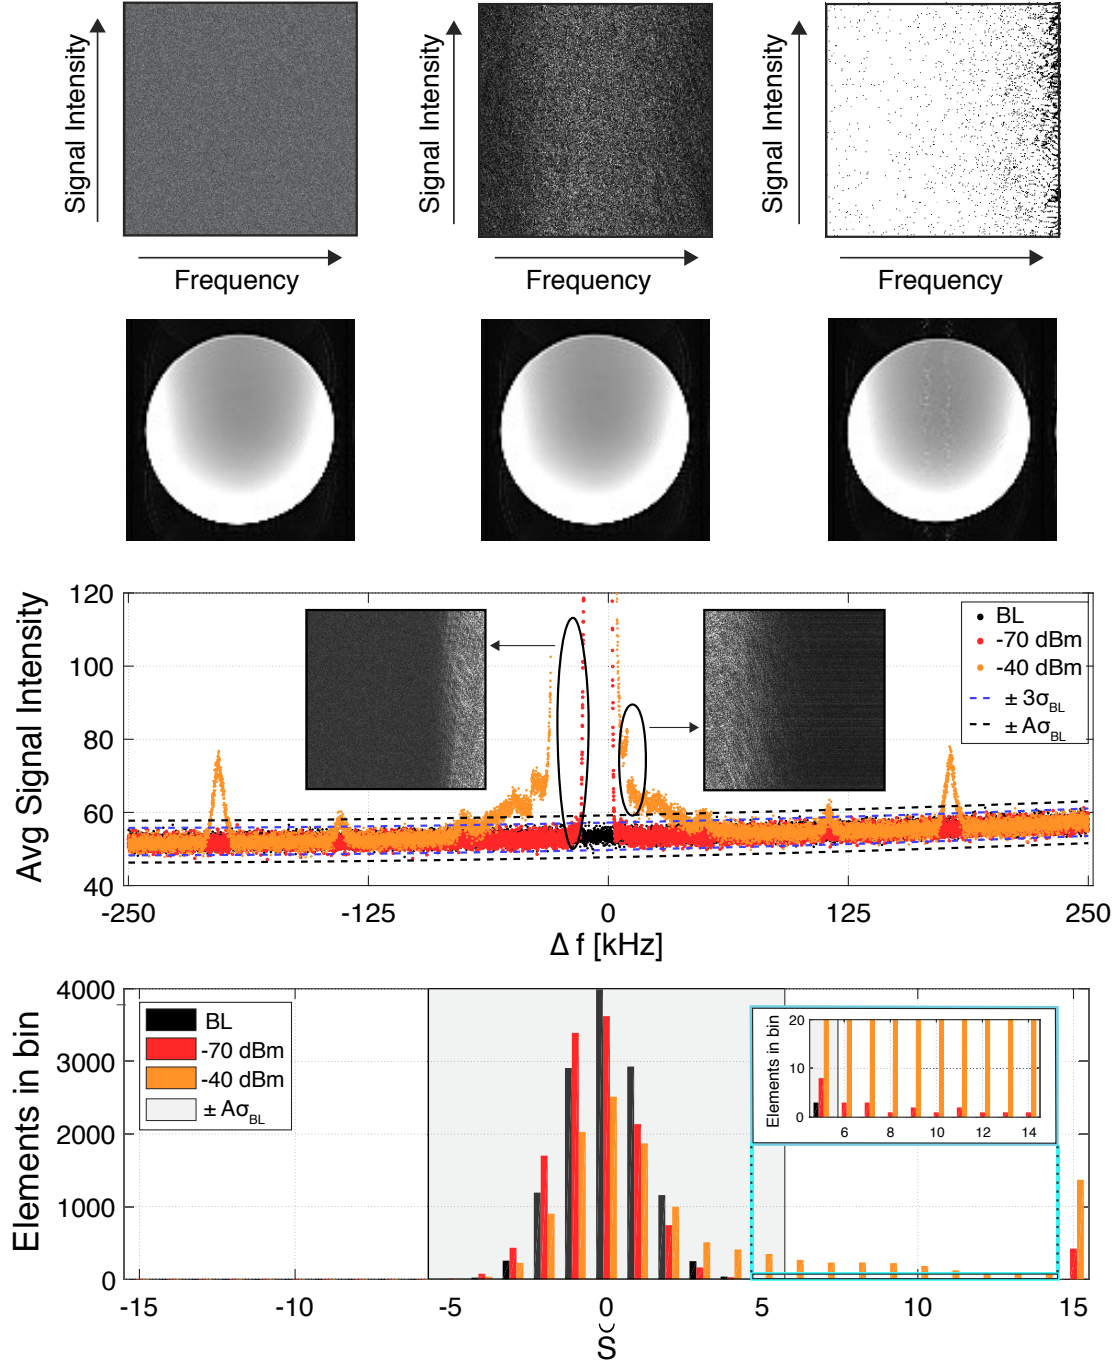 Signal Intensity
Signal Intensity
Signal Intensity
Frequency
Frequency
Frequency
Avg Signal Intensity
120
100
80
60
40
BL
-70 dBm
-40 dBm
± 3σBL
± AσBL
-250
-125
0
125
250
Δ f [kHz]
Elements in bin
4000
3000
2000
1000
0
BL
-70 dBm
-40 dBm
± AσBL
Elements in bin
20
10
0
6
8
10
12
14
-15
-10
-5
0
5
10
15
S